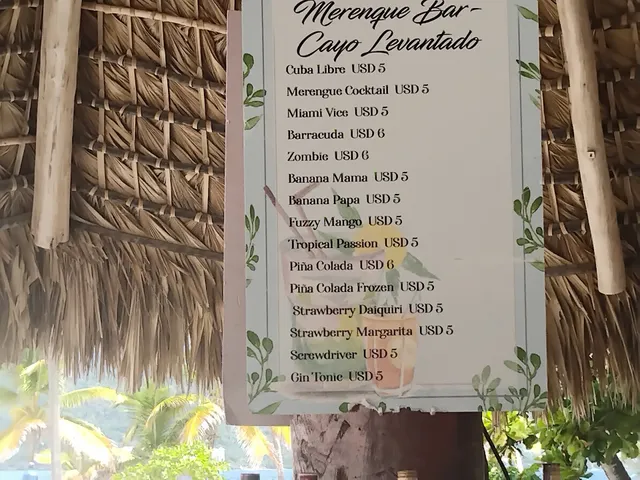 Merengue Bar-
Cayo Levantado
Cuba Libre USD 5
Merengue Cocktail USD 5
Miami Vice USD 5
Barracuda USD 6
Zombie USD 6
Banana Mama USD 5
Banana Papa USD 5
Fuzzy Mango USD 5
Tropical Passion USD 5
Piña Colada USD 6
Piña Colada Frozen USD 5
Strawberry Daiquiri USD 5
Strawberry Margarita USD 5
Screwdriver USD 5
Gin Tonic USD 5